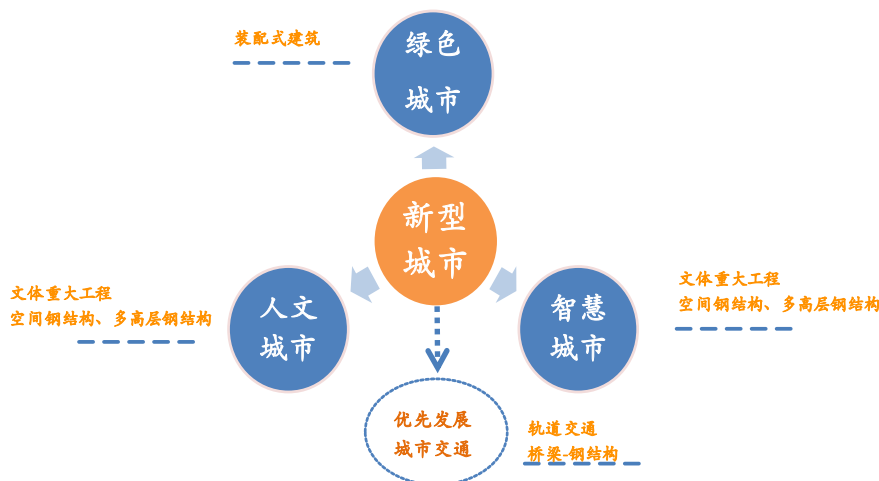 装配式建筑
绿色
城市
新型
城市
文体重大工程
空间钢结构、多高层钢结构
人文
城市
智慧
城市
文体重大工程
空间钢结构、多高层钢结构
优先发展
城市交通
轨道交通
桥梁-钢结构